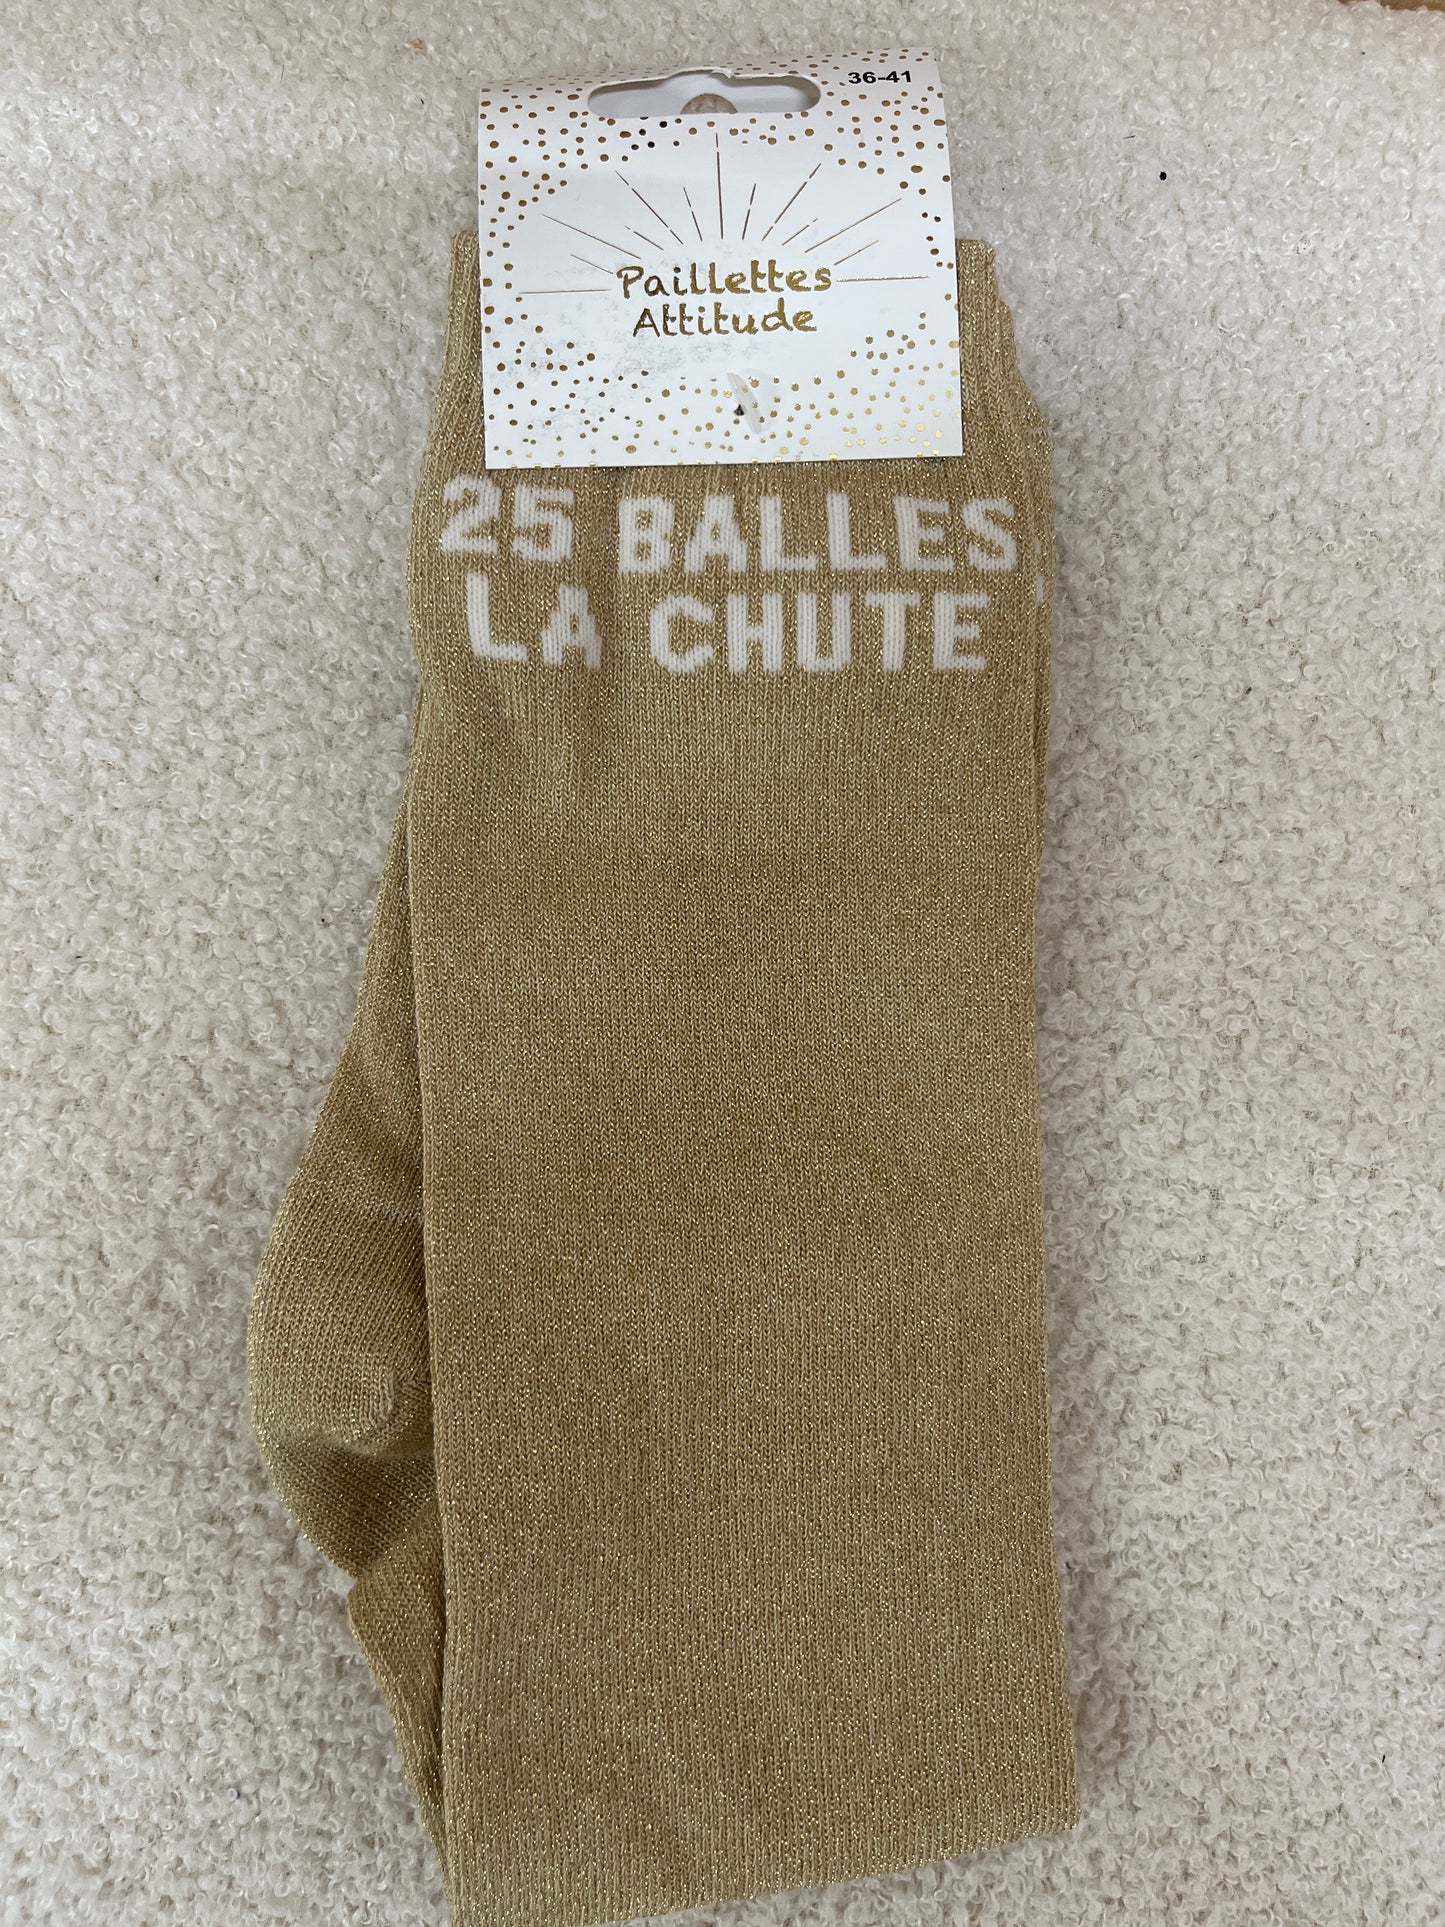 36-41
Paillettes
Attitude
25 BALLES
LA CHUTE